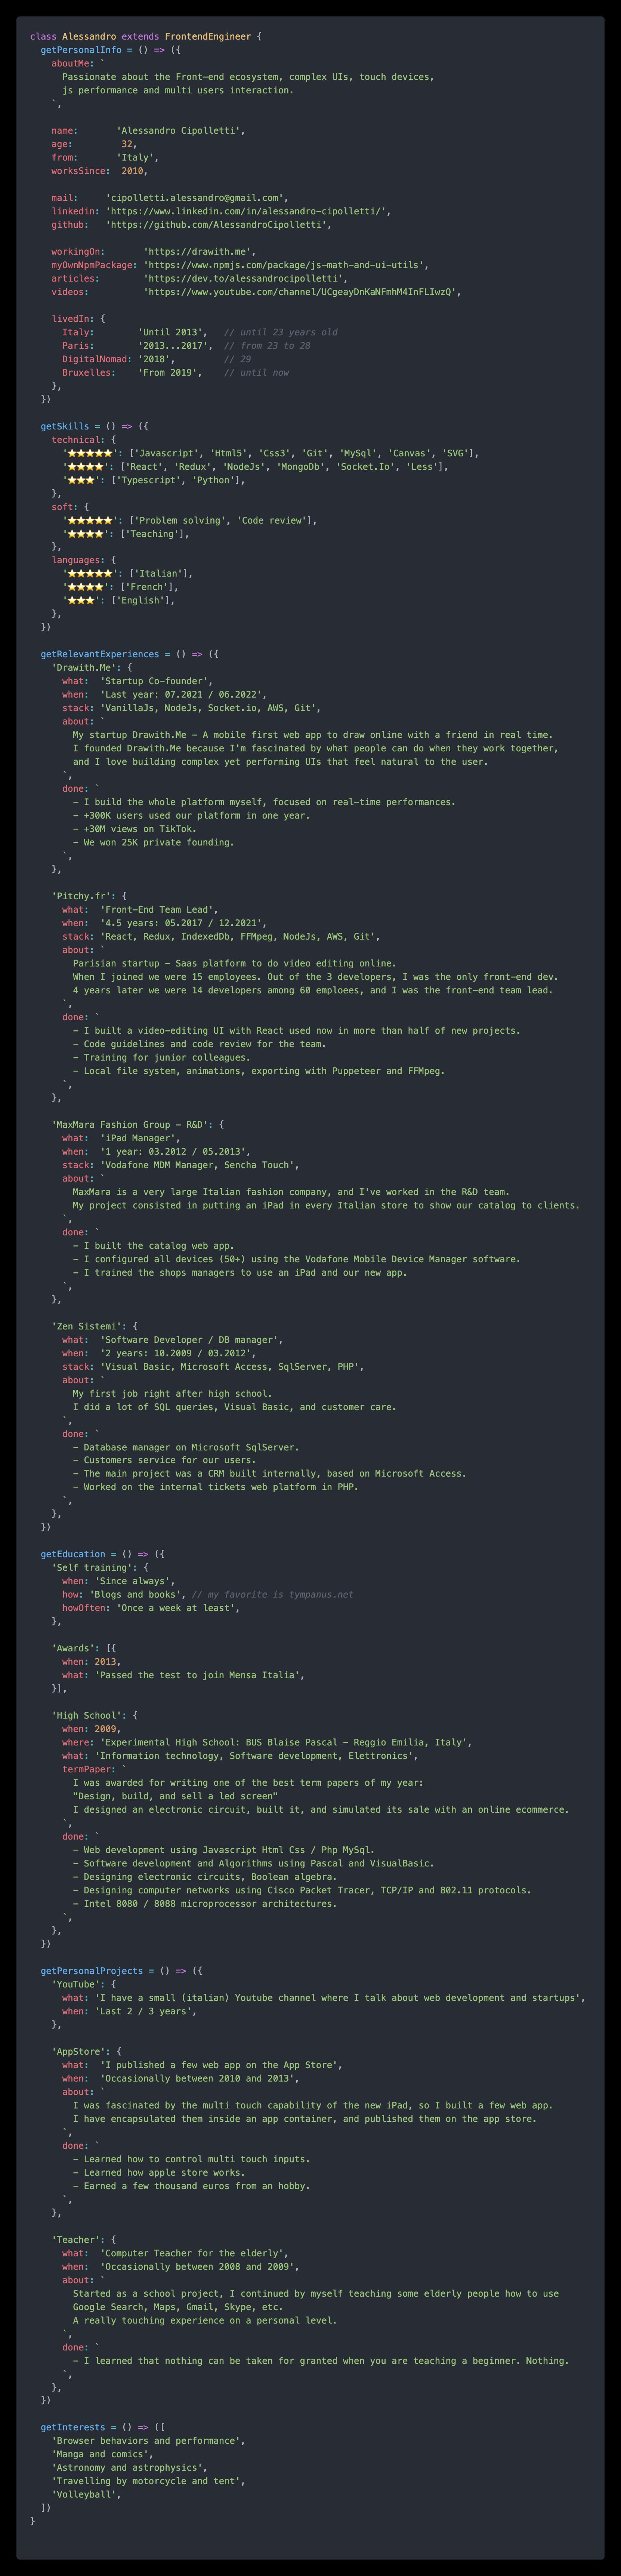 class Alessandro extends FrontendEngineer {
  getPersonalInfo = () => ({
    aboutMe: `
      Passionate about the Front-end ecosystem, complex UIs, touch devices,
      js performance and multi users interaction.
    `,

    name:       'Alessandro Cipolletti',
    age:         32,
    from:       'Italy',
    worksSince:  2010,

    mail:     'cipolletti.alessandro@gmail.com',
    linkedin: 'https://www.linkedin.com/in/alessandro-cipolletti/',
    github:   'https://github.com/AlessandroCipolletti',

    workingOn:       'https://drawith.me',
    myOwnNpmPackage: 'https://www.npmjs.com/package/js-math-and-ui-utils',
    articles:        'https://dev.to/alessandrocipolletti',
    videos:          'https://www.youtube.com/channel/UCgeayDnKaNFmhM4InFLIwzQ',

    livedIn: {
      Italy:        'Until 2013',   // until 23 years old
      Paris:        '2013...2017',  // from 23 to 28
      DigitalNomad: '2018',         // 29
      Bruxelles:    'From 2019',    // until now
    },
  })

  getSkills = () => ({
    technical: {
      '⭐⭐⭐⭐⭐': ['Javascript', 'Html5', 'Css3', 'Git', 'MySql', 'Canvas', 'SVG'],
      '⭐⭐⭐⭐': ['React', 'Redux', 'NodeJs', 'MongoDb', 'Socket.Io', 'Less'],
      '⭐⭐⭐': ['Typescript', 'Python'],
    },
    soft: {
      '⭐⭐⭐⭐⭐': ['Problem solving', 'Code review'],
      '⭐⭐⭐⭐': ['Teaching'],
    },
    languages: {
      '⭐⭐⭐⭐⭐': ['Italian'],
      '⭐⭐⭐⭐': ['French'],
      '⭐⭐⭐': ['English'],
    },
  })

  getRelevantExperiences = () => ({
    'Drawith.Me': {
      what:  'Startup Co-founder',
      when:  'Last year: 07.2021 / 06.2022',
      stack: 'VanillaJs, NodeJs, Socket.io, AWS, Git',
      about: `
        My startup Drawith.Me - A mobile first web app to draw online with a friend in real time.
        I founded Drawith.Me because I'm fascinated by what people can do when they work together,
        and I love building complex yet performing UIs that feel natural to the user.
      `,
      done: `
        - I build the whole platform myself, focused on real-time performances.
        - +300K users used our platform in one year.
        - +30M views on TikTok.
        - We won 25K private founding.
      `,
    },

    'Pitchy.fr': {
      what:  'Front-End Team Lead',
      when:  '4.5 years: 05.2017 / 12.2021',
      stack: 'React, Redux, IndexedDb, FFMpeg, NodeJs, AWS, Git',
      about: `
        Parisian startup - Saas platform to do video editing online.
        When I joined we were 15 employees. Out of the 3 developers, I was the only front-end dev.
        4 years later we were 14 developers among 60 emploees, and I was the front-end team lead.
      `,
      done: `
        - I built a video-editing UI with React used now in more than half of new projects.
        - Code guidelines and code review for the team.
        - Training for junior colleagues.
        - Local file system, animations, exporting with Puppeteer and FFMpeg.
      `,
    },

    'MaxMara Fashion Group - R&D': {
      what:  'iPad Manager',
      when:  '1 year: 03.2012 / 05.2013',
      stack: 'Vodafone MDM Manager, Sencha Touch',
      about: `
        MaxMara is a very large Italian fashion company, and I've worked in the R&D team.
        My project consisted in putting an iPad in every Italian store to show our catalog to clients.
      `,
      done: `
        - I built the catalog web app.
        - I configured all devices (50+) using the Vodafone Mobile Device Manager software.
        - I trained the shops managers to use an iPad and our new app.
      `,
    },

    'Zen Sistemi': {
      what:  'Software Developer / DB manager',
      when:  '2 years: 10.2009 / 03.2012',
      stack: 'Visual Basic, Microsoft Access, SqlServer, PHP',
      about: `
        My first job right after high school.
        I did a lot of SQL queries, Visual Basic, and customer care.
      `,
      done: `
        - Database manager on Microsoft SqlServer.
        - Customers service for our users.
        - The main project was a CRM built internally, based on Microsoft Access.
        - Worked on the internal tickets web platform in PHP.
      `,
    },
  })

  getEducation = () => ({
    'Self training': {
      when: 'Since always',
      how: 'Blogs and books', // my favorite is tympanus.net
      howOften: 'Once a week at least',
    },

    'Awards': [{
      when: 2013,
      what: 'Passed the test to join Mensa Italia',
    }],

    'High School': {
      when: 2009,
      where: 'Experimental High School: BUS Blaise Pascal - Reggio Emilia, Italy',
      what: 'Information technology, Software development, Elettronics',
      termPaper: `
        I was awarded for writing one of the best term papers of my year:
        "Design, build, and sell a led screen"
        I designed an electronic circuit, built it, and simulated its sale with an online ecommerce.
      `,
      done: `
        - Web development using Javascript Html Css / Php MySql.
        - Software development and Algorithms using Pascal and VisualBasic.
        - Designing electronic circuits, Boolean algebra.
        - Designing computer networks using Cisco Packet Tracer, TCP/IP and 802.11 protocols.
        - Intel 8080 / 8088 microprocessor architectures.
      `,
    },
  })

  getPersonalProjects = () => ({
    'YouTube': {
      what: 'I have a small (italian) Youtube channel where I talk about web development and startups',
      when: 'Last 2 / 3 years',
    },

    'AppStore': {
      what:  'I published a few web app on the App Store',
      when:  'Occasionally between 2010 and 2013',
      about: `
        I was fascinated by the multi touch capability of the new iPad, so I built a few web app.
        I have encapsulated them inside an app container, and published them on the app store.
      `,
      done: `
        - Learned how to control multi touch inputs.
        - Learned how apple store works.
        - Earned a few thousand euros from an hobby.
      `,
    },

    'Teacher': {
      what:  'Computer Teacher for the elderly',
      when:  'Occasionally between 2008 and 2009',
      about: `
        Started as a school project, I continued by myself teaching some elderly people how to use
        Google Search, Maps, Gmail, Skype, etc.
        A really touching experience on a personal level.
      `,
      done: `
        - I learned that nothing can be taken for granted when you are teaching a beginner. Nothing.
      `,
    },
  })

  getInterests = () => ([
    'Browser behaviors and performance',
    'Manga and comics',
    'Astronomy and astrophysics',
    'Travelling by motorcycle and tent',
    'Volleyball',
  ])
}